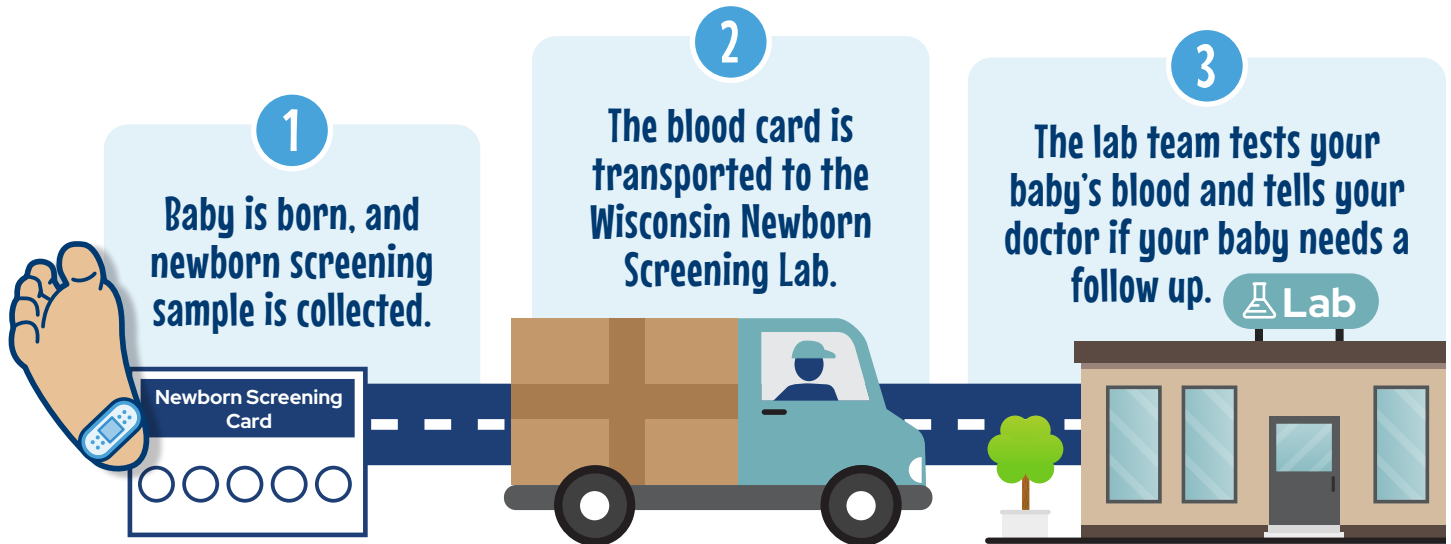 1
Baby is born, and
newborn screening
sample is collected.
Newborn Screening
Card
2
The blood card is
transported to the
Wisconsin Newborn
Screening Lab.
3
The lab team tests your
baby's blood and tells your
doctor if your baby needs a
follow up.
Lab